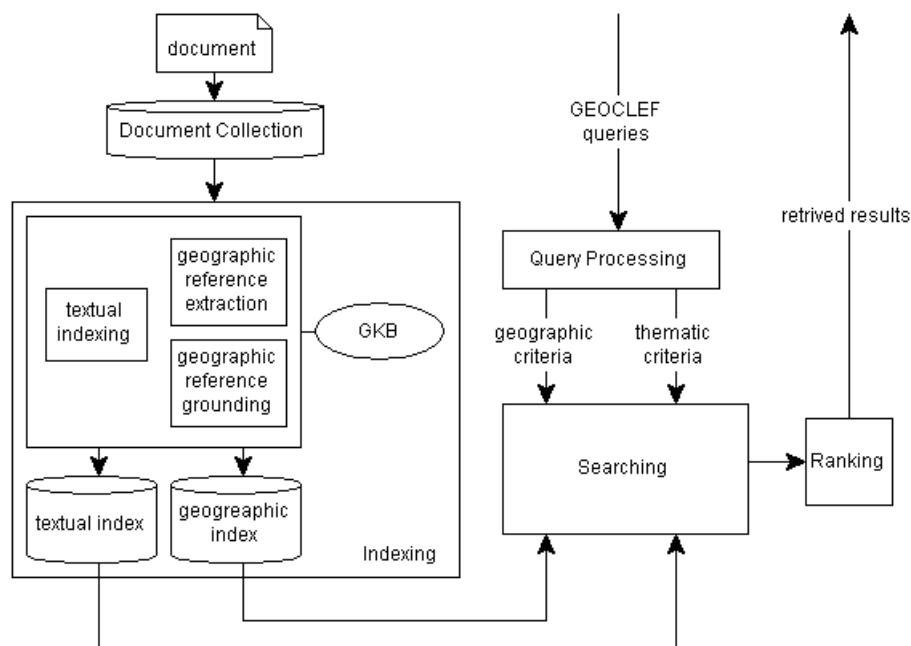 document
Document Collection
geographic
reference
extraction
textual
indexing
GKB
geographic
reference
grounding
textual index
geogreaphic
index
Indexing
GEOCLEF
queries
Query Processing
geographic
criteria
thematic
criteria
Searching
Ranking
retrived results